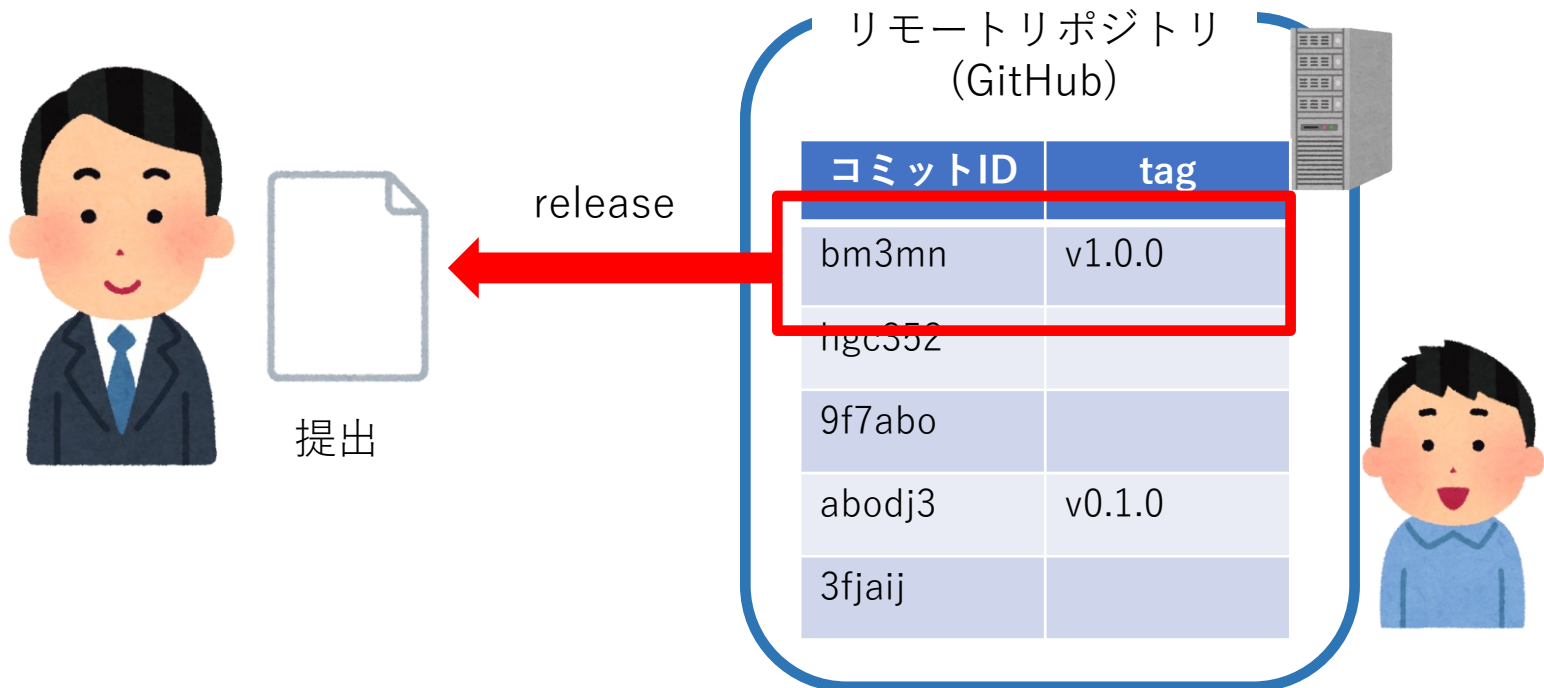 リモートリポジトリ
(GitHub)
コミットID tag
release
bm3mn v1.0.0
hgc352
9f7abo
提出
abodj3 v0.1.0
3fjaij